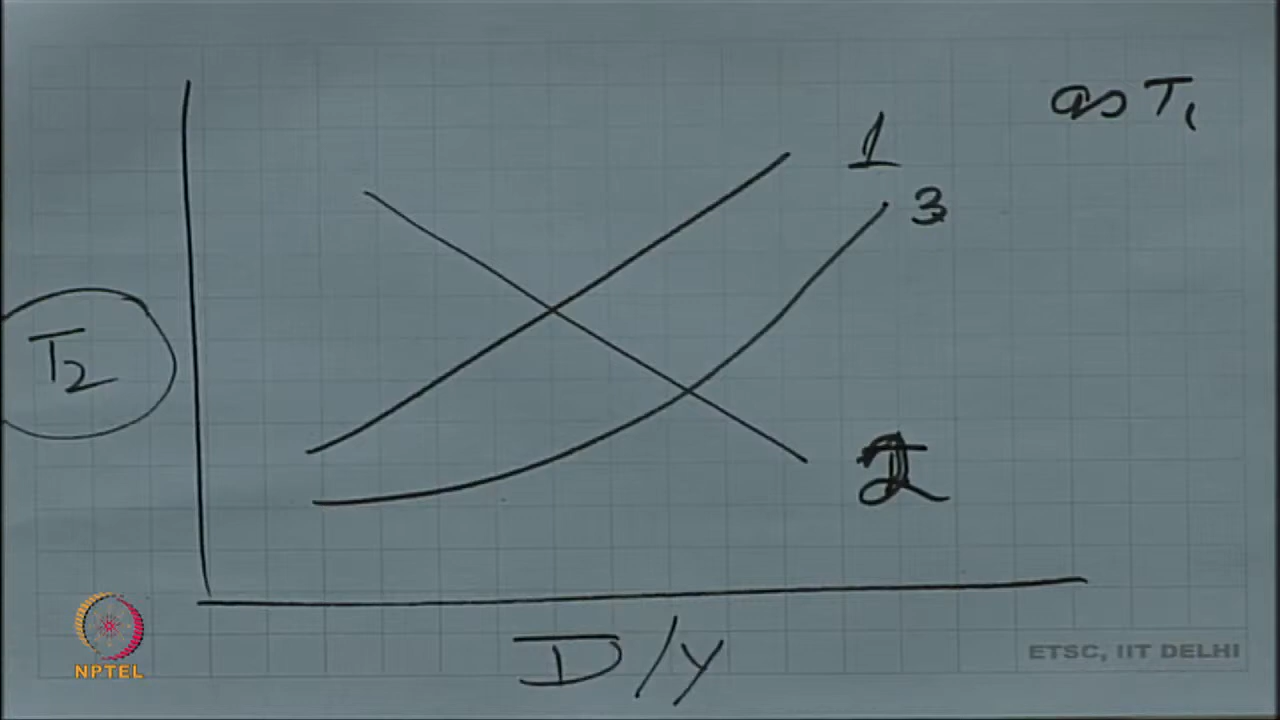 as T1
1
3
T2
2
D/y
NPTEL
ETSC, IIT DELHI